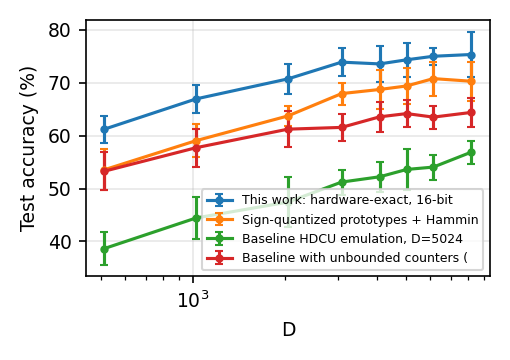 80
70
60
50
40
Test accuracy (%)
This work: hardware-exact, 16-bit
Sign-quantized prototypes + Hammin
Baseline HDCU emulation, D=5024
Baseline with unbounded counters (
10³
D